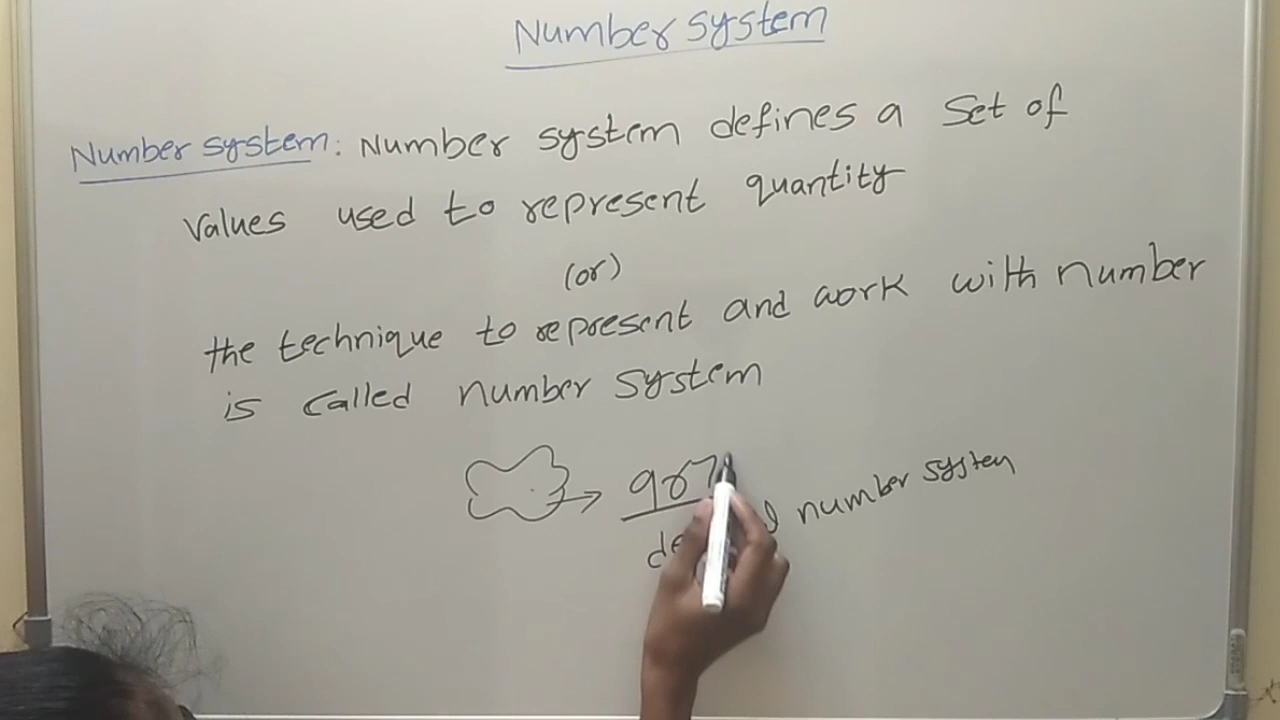 Number system
Number system: Number system defines a set of
values used to represent quantity
(or)
the technique to represent and work with number
is called number system
number system